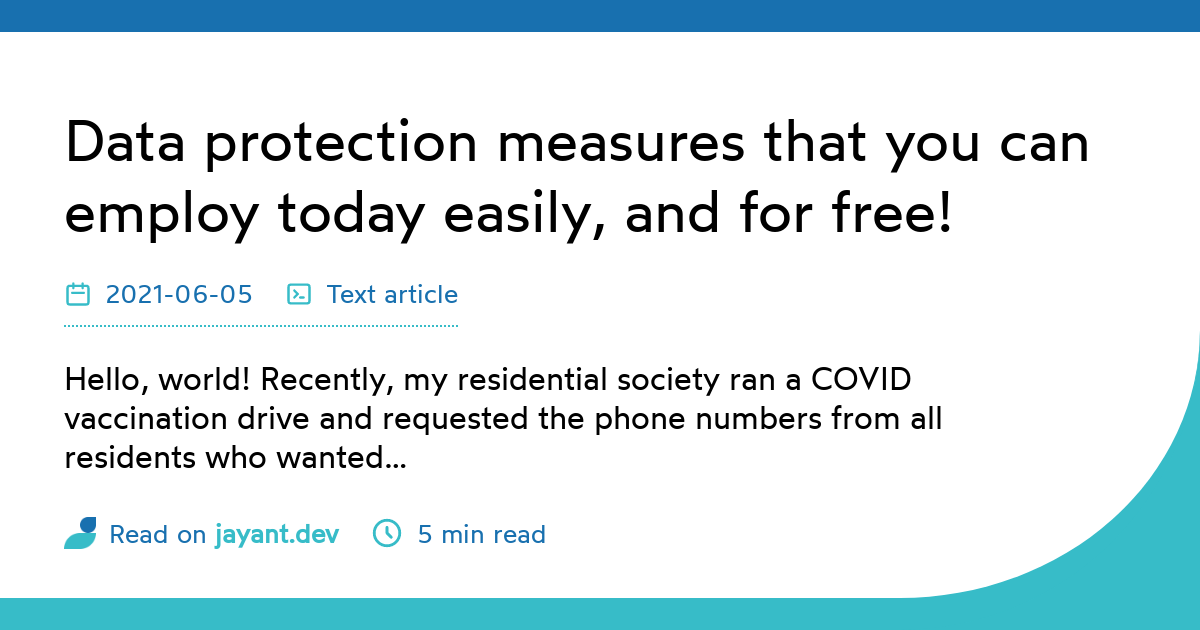 Data protection measures that you can
employ today easily, and for free!
2021-06-05 Text article
Hello, world! Recently, my residential society ran a COVID
vaccination drive and requested the phone numbers from all
residents who wanted...
Read on jayant.dev 5 min read